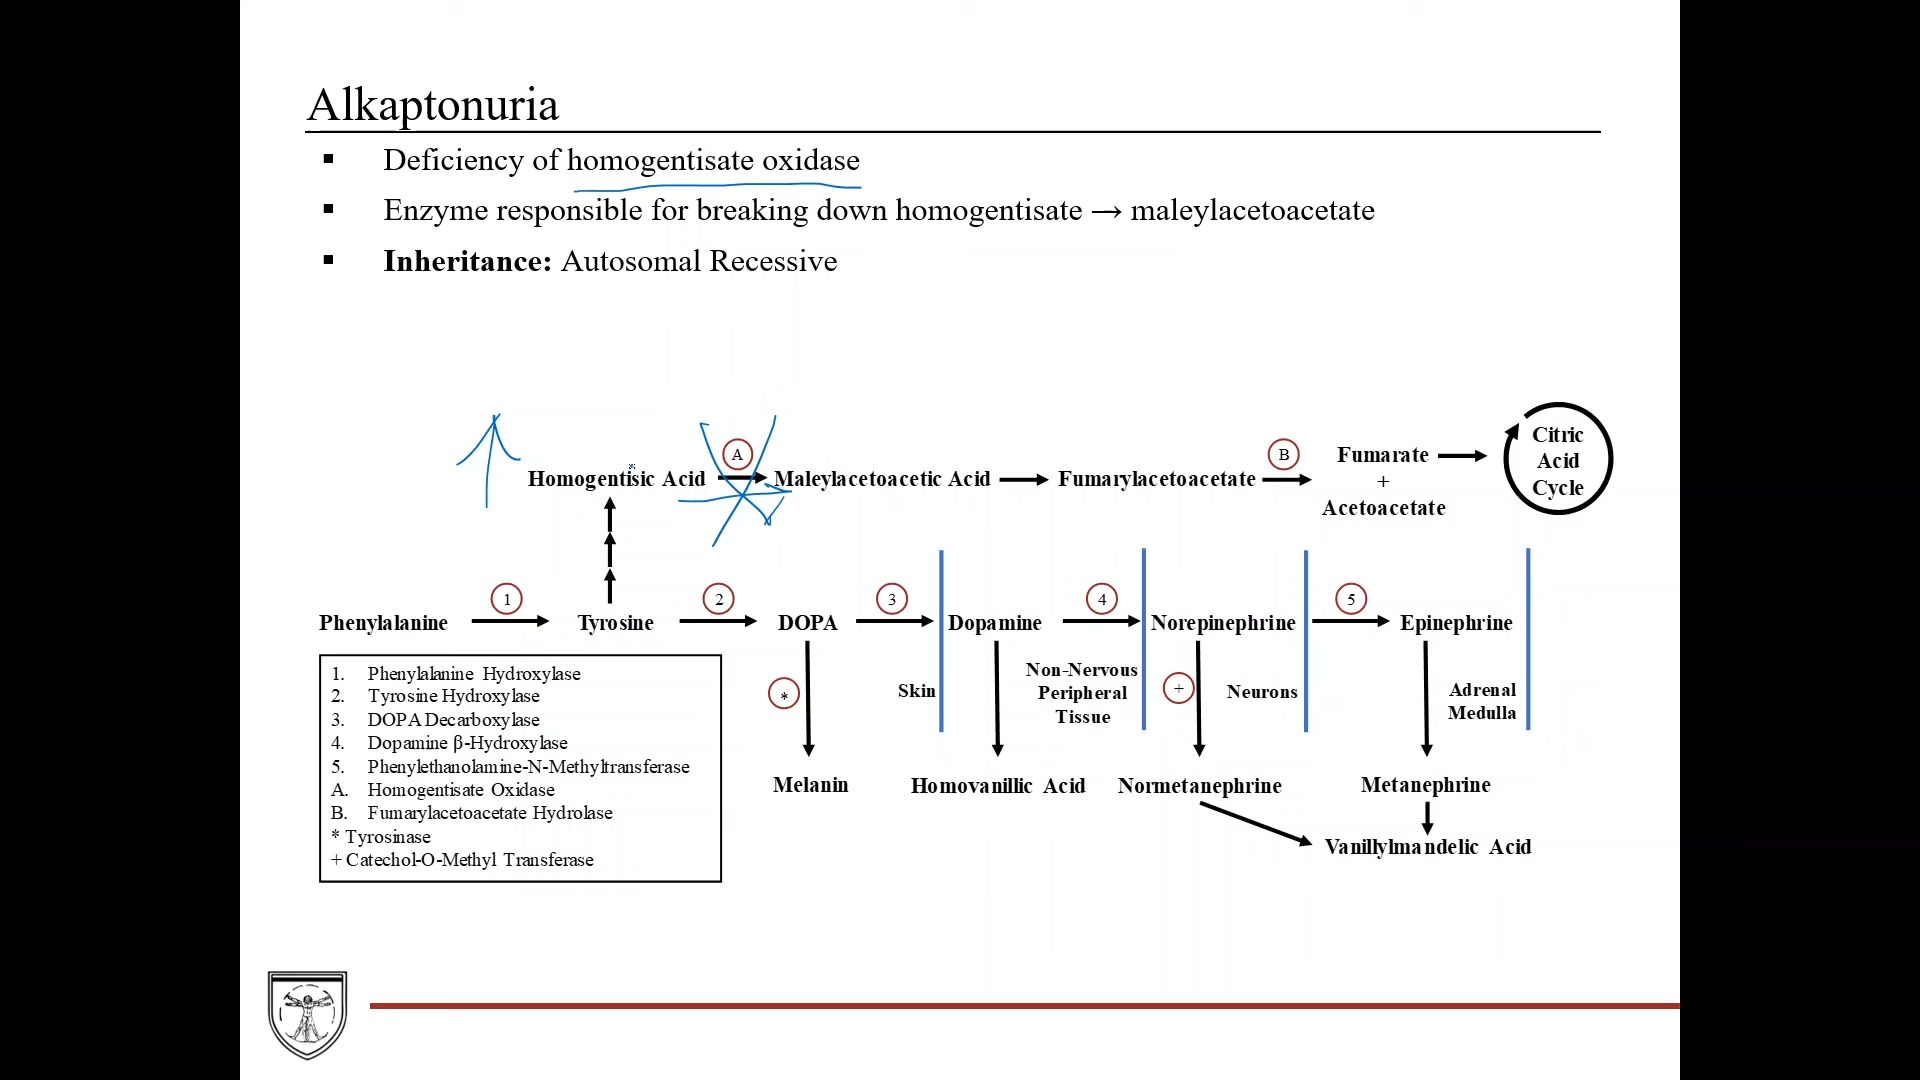 Alkaptonuria
▪ Deficiency of homogentisate oxidase
▪ Enzyme responsible for breaking down homogentisate → maleylacetoacetate
▪ Inheritance: Autosomal Recessive
A
B
Homogentisic Acid
Maleylacetoacetic Acid
Fumarylacetoacetate
Fumarate
+
Acetoacetate
Citric
Acid
Cycle
1
2
3
4
5
Phenylalanine
Tyrosine
DOPA
Dopamine
Norepinephrine
Epinephrine
*
Skin
Non-Nervous
Peripheral
Tissue
+
Neurons
Adrenal
Medulla
Melanin
Homovanillic Acid
Normetanephrine
Metanephrine
Vanillylmandelic Acid
1. Phenylalanine Hydroxylase
2. Tyrosine Hydroxylase
3. DOPA Decarboxylase
4. Dopamine β-Hydroxylase
5. Phenylethanolamine-N-Methyltransferase
A. Homogentisate Oxidase
B. Fumarylacetoacetate Hydrolase
* Tyrosinase
+ Catechol-O-Methyl Transferase